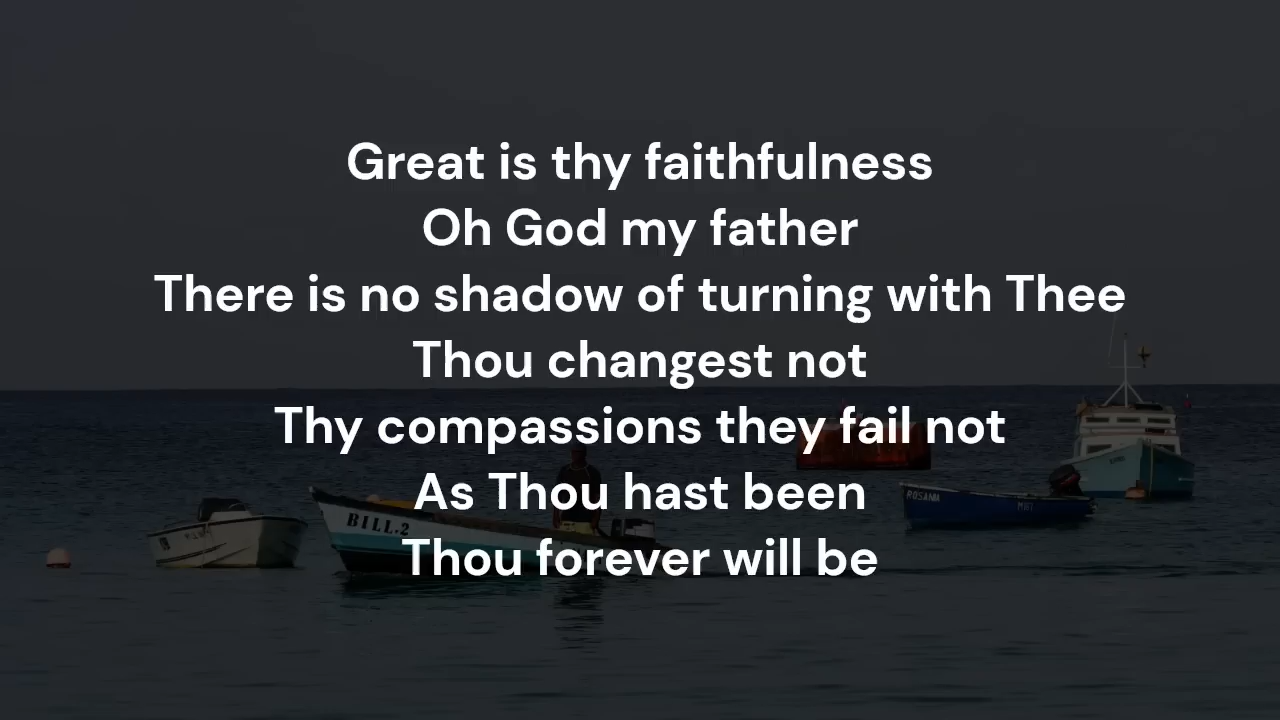 Great is thy faithfulness
Oh God my father
There is no shadow of turning with Thee
Thou changest not
Thy compassions they fail not
As Thou hast been
Thou forever will be
BILL.2
ROSANNA